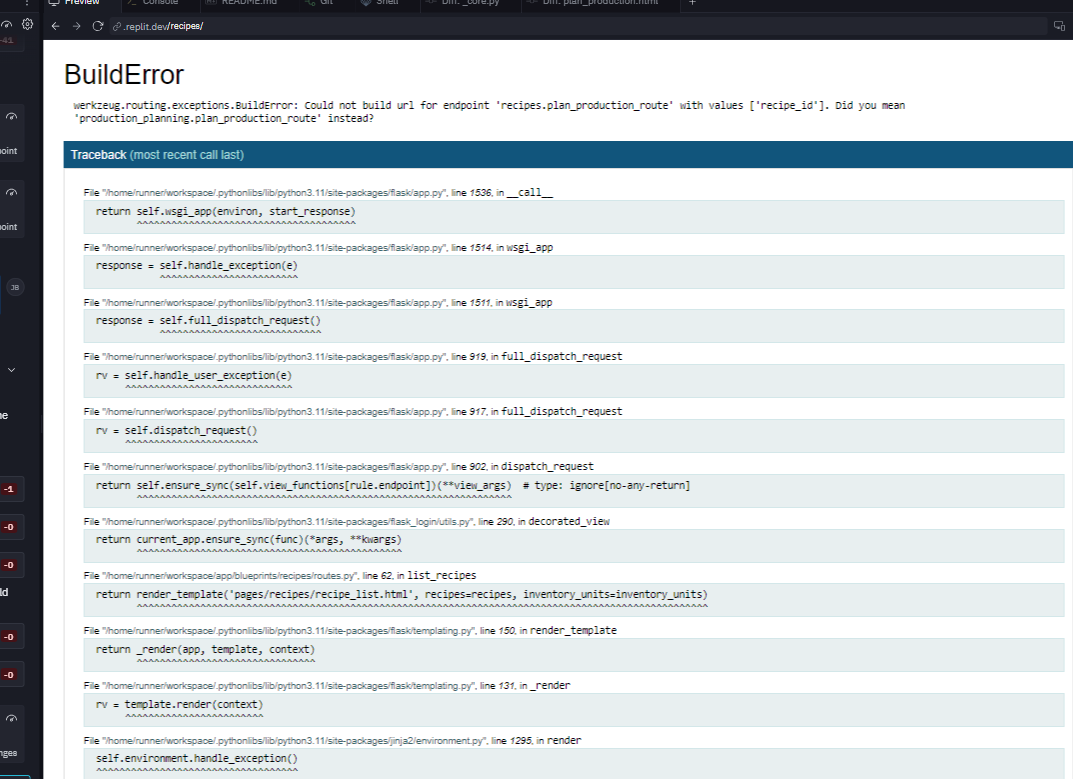 Preview
Console
README.md
Git
Shell
Diff: _core.py
Diff: plan_production.html
+
.replit.dev/recipes/
-41
oint
oint
JB
ne
-1
-0
-0
ld
-0
-0
nges
BuildError
werkzeug.routing.exceptions.BuildError: Could not build url for endpoint 'recipes.plan_production_route' with values ['recipe_id']. Did you mean
'production_planning.plan_production_route' instead?
Traceback (most recent call last)
File "/home/runner/workspace/.pythonlibs/lib/python3.11/site-packages/flask/app.py", line 1536, in __call__
return self.wsgi_app(environ, start_response)
^^^^^^^^^^^^^^^^^^^^^^^^^^^^^^^^^^^^^^
File "/home/runner/workspace/.pythonlibs/lib/python3.11/site-packages/flask/app.py", line 1514, in wsgi_app
response = self.handle_exception(e)
^^^^^^^^^^^^^^^^^^^^^^^^
File "/home/runner/workspace/.pythonlibs/lib/python3.11/site-packages/flask/app.py", line 1511, in wsgi_app
response = self.full_dispatch_request()
^^^^^^^^^^^^^^^^^^^^^^^^^^^^
File "/home/runner/workspace/.pythonlibs/lib/python3.11/site-packages/flask/app.py", line 919, in full_dispatch_request
rv = self.handle_user_exception(e)
^^^^^^^^^^^^^^^^^^^^^^^^^^^^^
File "/home/runner/workspace/.pythonlibs/lib/python3.11/site-packages/flask/app.py", line 917, in full_dispatch_request
rv = self.dispatch_request()
^^^^^^^^^^^^^^^^^^^^^^^
File "/home/runner/workspace/.pythonlibs/lib/python3.11/site-packages/flask/app.py", line 902, in dispatch_request
return self.ensure_sync(self.view_functions[rule.endpoint])(**view_args)  # type: ignore[no-any-return]
^^^^^^^^^^^^^^^^^^^^^^^^^^^^^^^^^^^^^^^^^^^^^^^^^^^^^^^^^^^^^^^^^
File "/home/runner/workspace/.pythonlibs/lib/python3.11/site-packages/flask_login/utils.py", line 290, in decorated_view
return current_app.ensure_sync(func)(*args, **kwargs)
^^^^^^^^^^^^^^^^^^^^^^^^^^^^^^^^^^^^^^^^^^^^^^
File "/home/runner/workspace/app/blueprints/recipes/routes.py", line 62, in list_recipes
return render_template('pages/recipes/recipe_list.html', recipes=recipes, inventory_units=inventory_units)
^^^^^^^^^^^^^^^^^^^^^^^^^^^^^^^^^^^^^^^^^^^^^^^^^^^^^^^^^^^^^^^^^^^^^^^^^^^^^^^^^^^^^^^^^^^^^^^^^^^
File "/home/runner/workspace/.pythonlibs/lib/python3.11/site-packages/flask/templating.py", line 150, in render_template
return _render(app, template, context)
^^^^^^^^^^^^^^^^^^^^^^^^^^^^^^^
File "/home/runner/workspace/.pythonlibs/lib/python3.11/site-packages/flask/templating.py", line 131, in _render
rv = template.render(context)
^^^^^^^^^^^^^^^^^^^^^^^^
File "/home/runner/workspace/.pythonlibs/lib/python3.11/site-packages/jinja2/environment.py", line 1295, in render
self.environment.handle_exception()
^^^^^^^^^^^^^^^^^^^^^^^^^^^^^^^^^^^